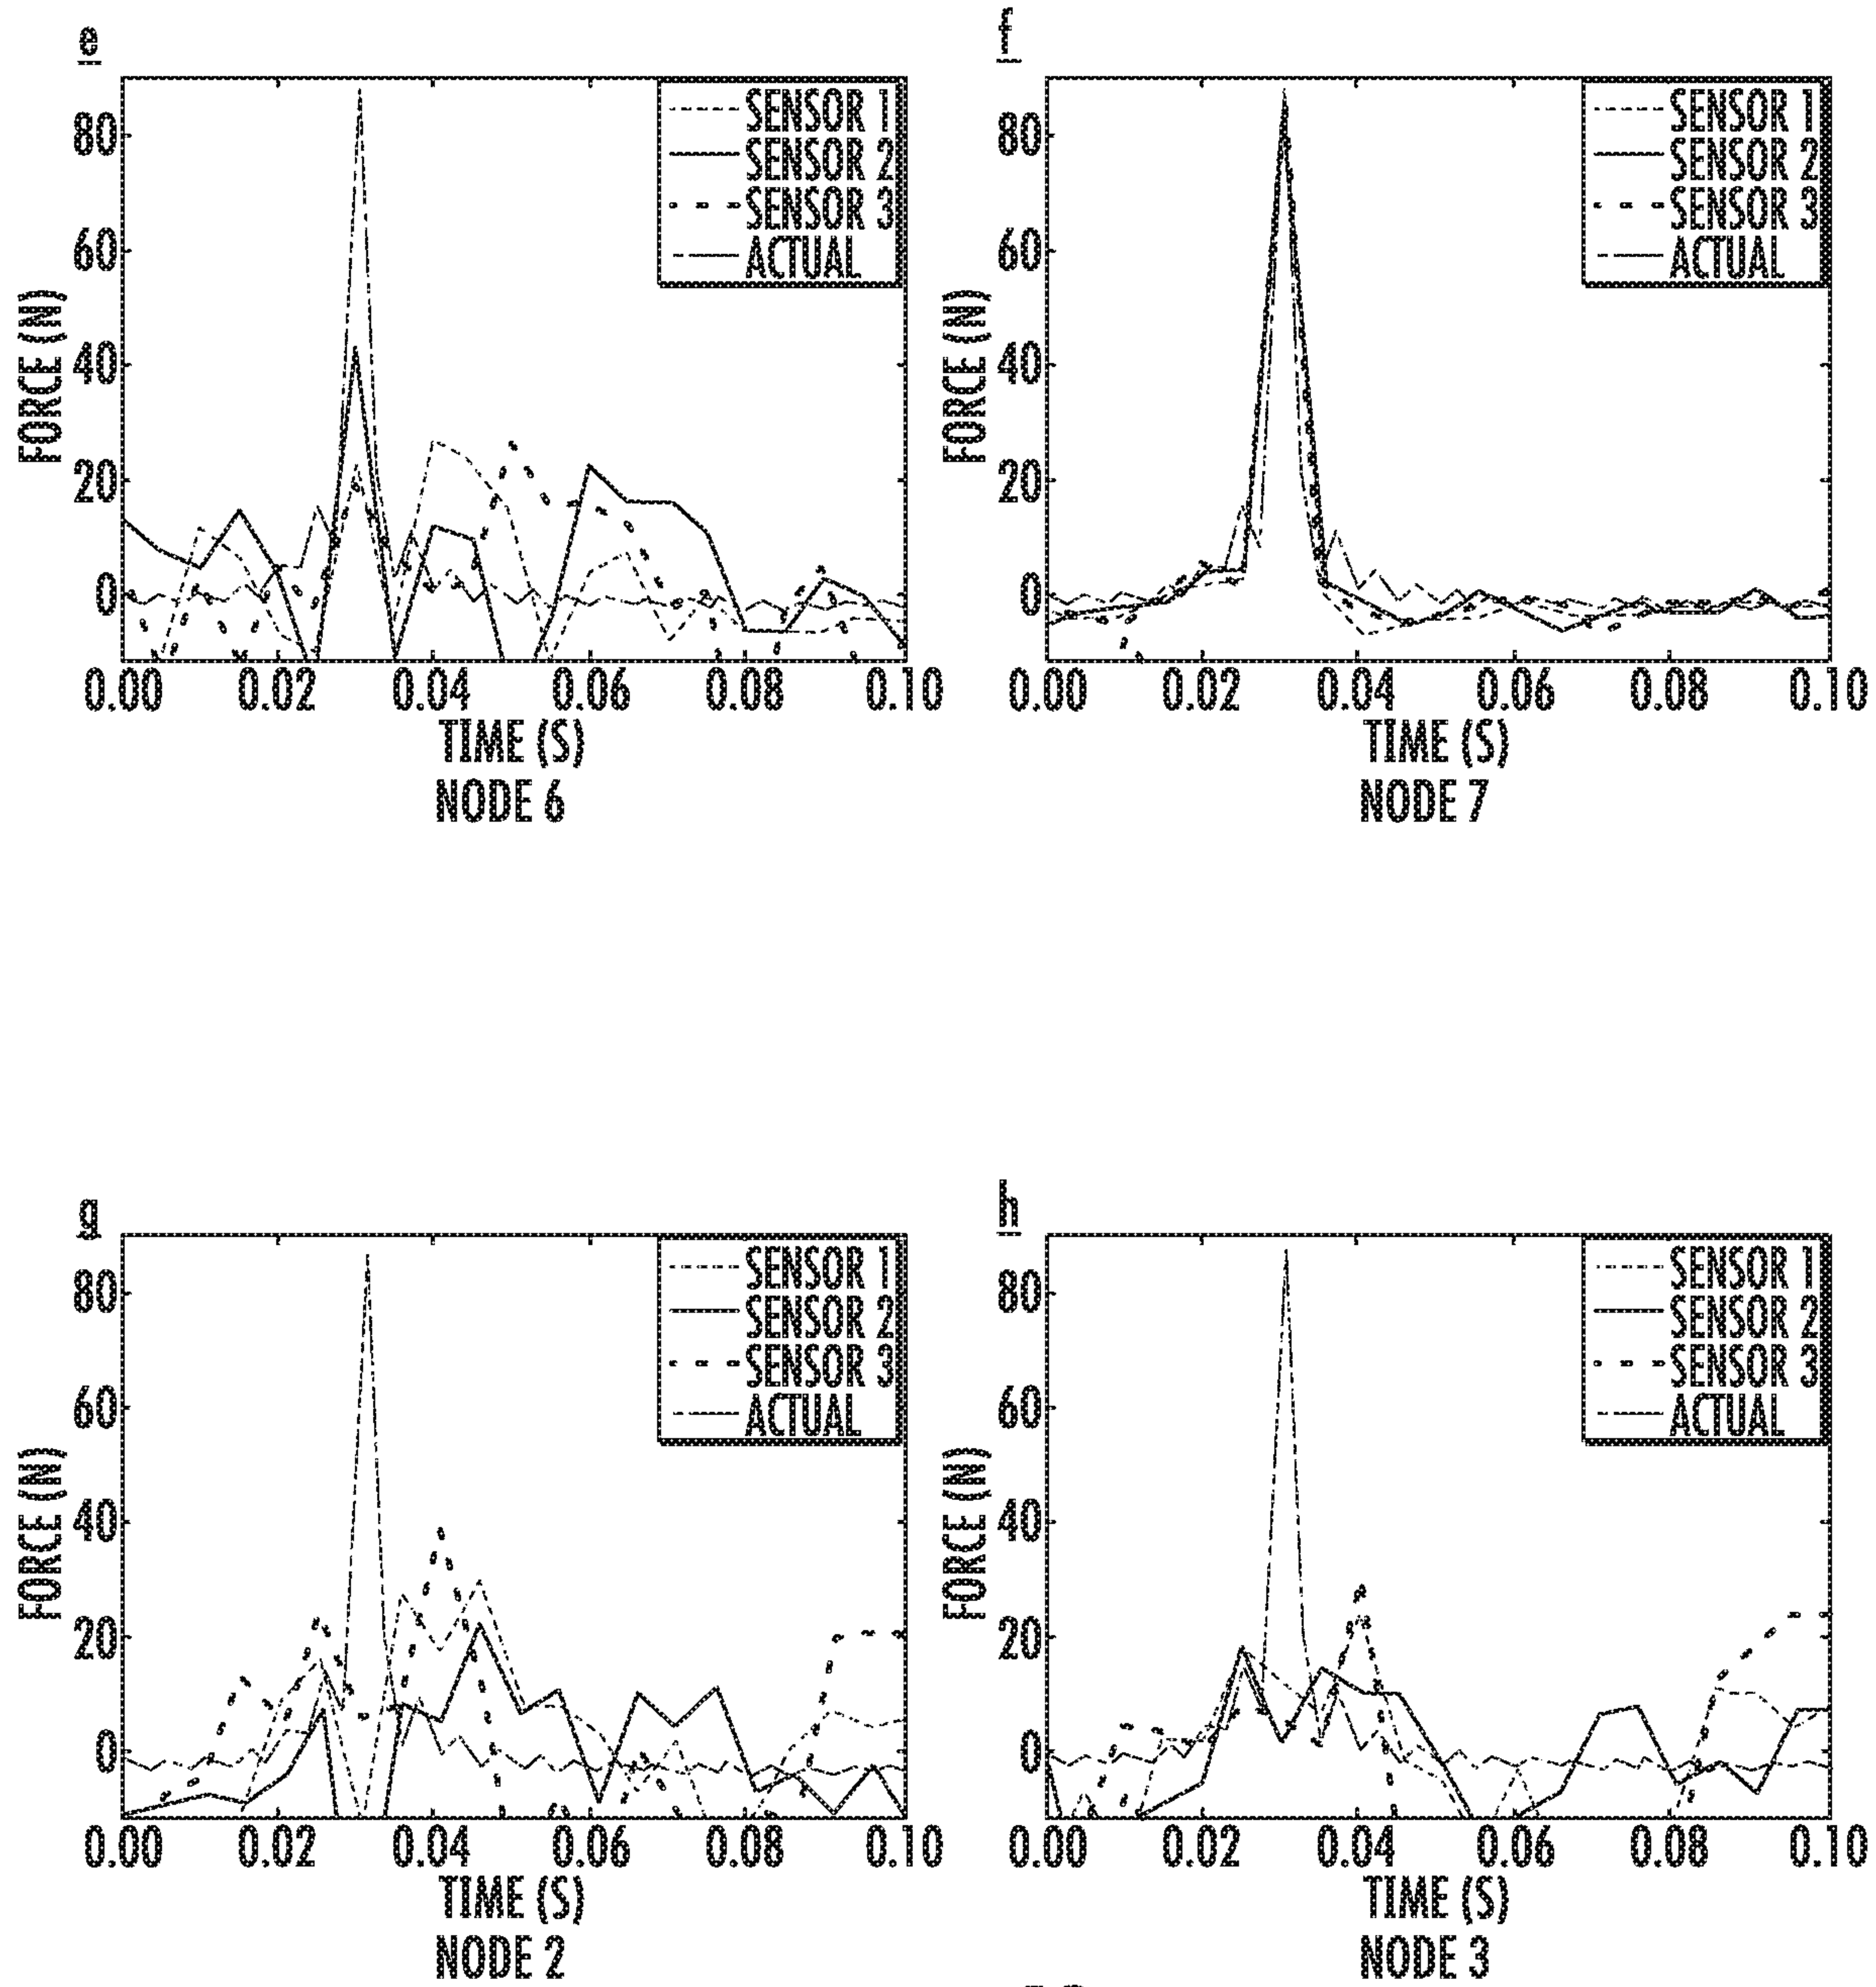 e
80
60
40
20
0
FORCE (N)
SENSOR 1
SENSOR 2
SENSOR 3
ACTUAL
0.00 0.02 0.04 0.06 0.08 0.10
TIME (S)
NODE 6
f
80
60
40
20
0
FORCE (N)
SENSOR 1
SENSOR 2
SENSOR 3
ACTUAL
0.00 0.02 0.04 0.06 0.08 0.10
TIME (S)
NODE 7
g
80
60
40
20
0
FORCE (N)
SENSOR 1
SENSOR 2
SENSOR 3
ACTUAL
0.00 0.02 0.04 0.06 0.08 0.10
TIME (S)
NODE 2
h
80
60
40
20
0
FORCE (N)
SENSOR 1
SENSOR 2
SENSOR 3
ACTUAL
0.00 0.02 0.04 0.06 0.08 0.10
TIME (S)
NODE 3